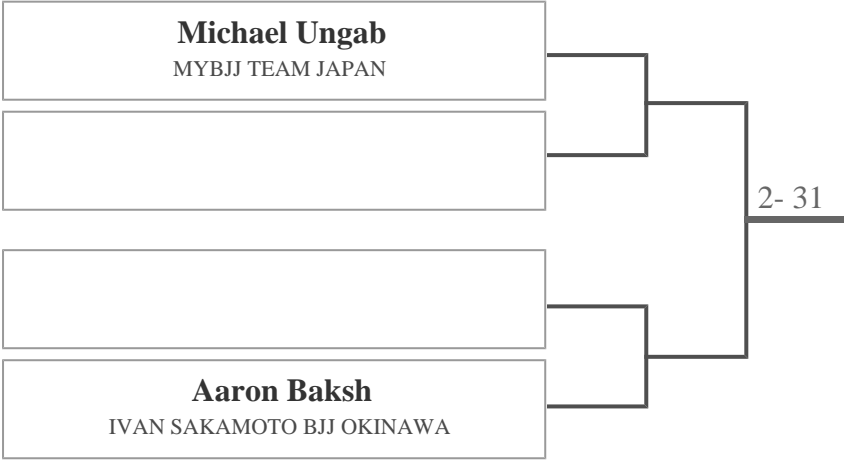 Michael Ungab
MYBJJ TEAM JAPAN
2- 31
Aaron Baksh
IVAN SAKAMOTO BJJ OKINAWA